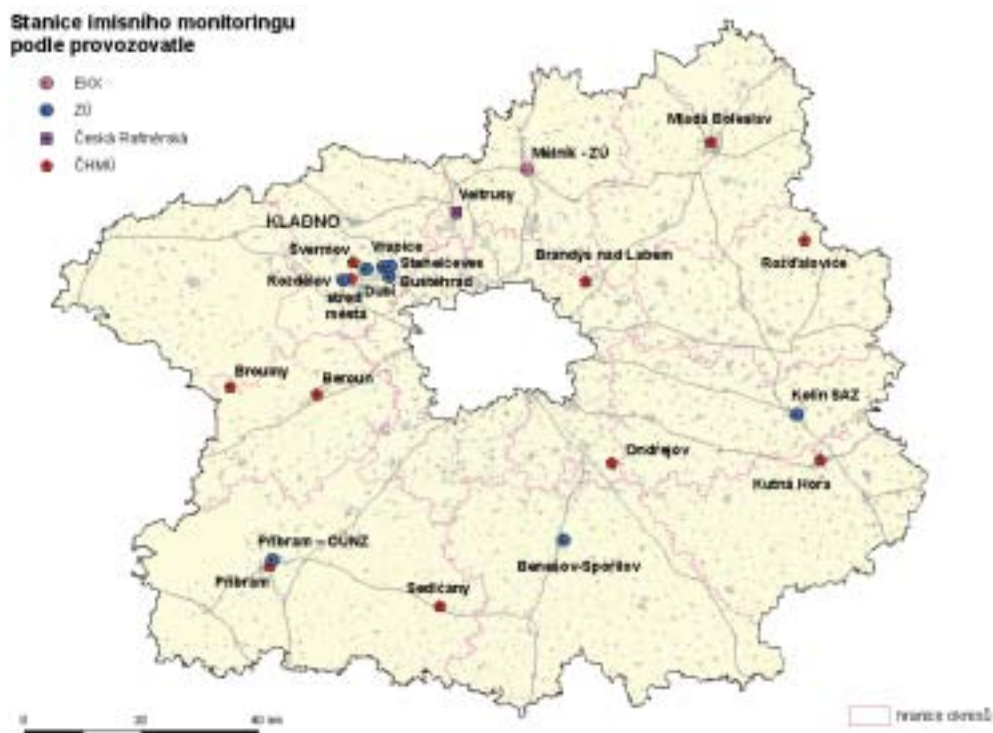 Stanice imisního monitoringu
podle provozovatle
ZÚ
Česká Rafinérská
ČHMÚ
Mladá Boleslav
Mělník - ZÚ
Veltrusy
KLADNO
Švermov
Vrapice
Stehelčeves
Brandýs nad Labem
Rožďalovice
Rozdělov
Dubí
Buštěhrad
střed
města
Broumy
Beroun
Kolín SAZ
Ondřejov
Kutná Hora
Příbram – OÚNZ
Benešov-Spořilov
Příbram
Sedlčany
0
20
40 km
hranice okresů